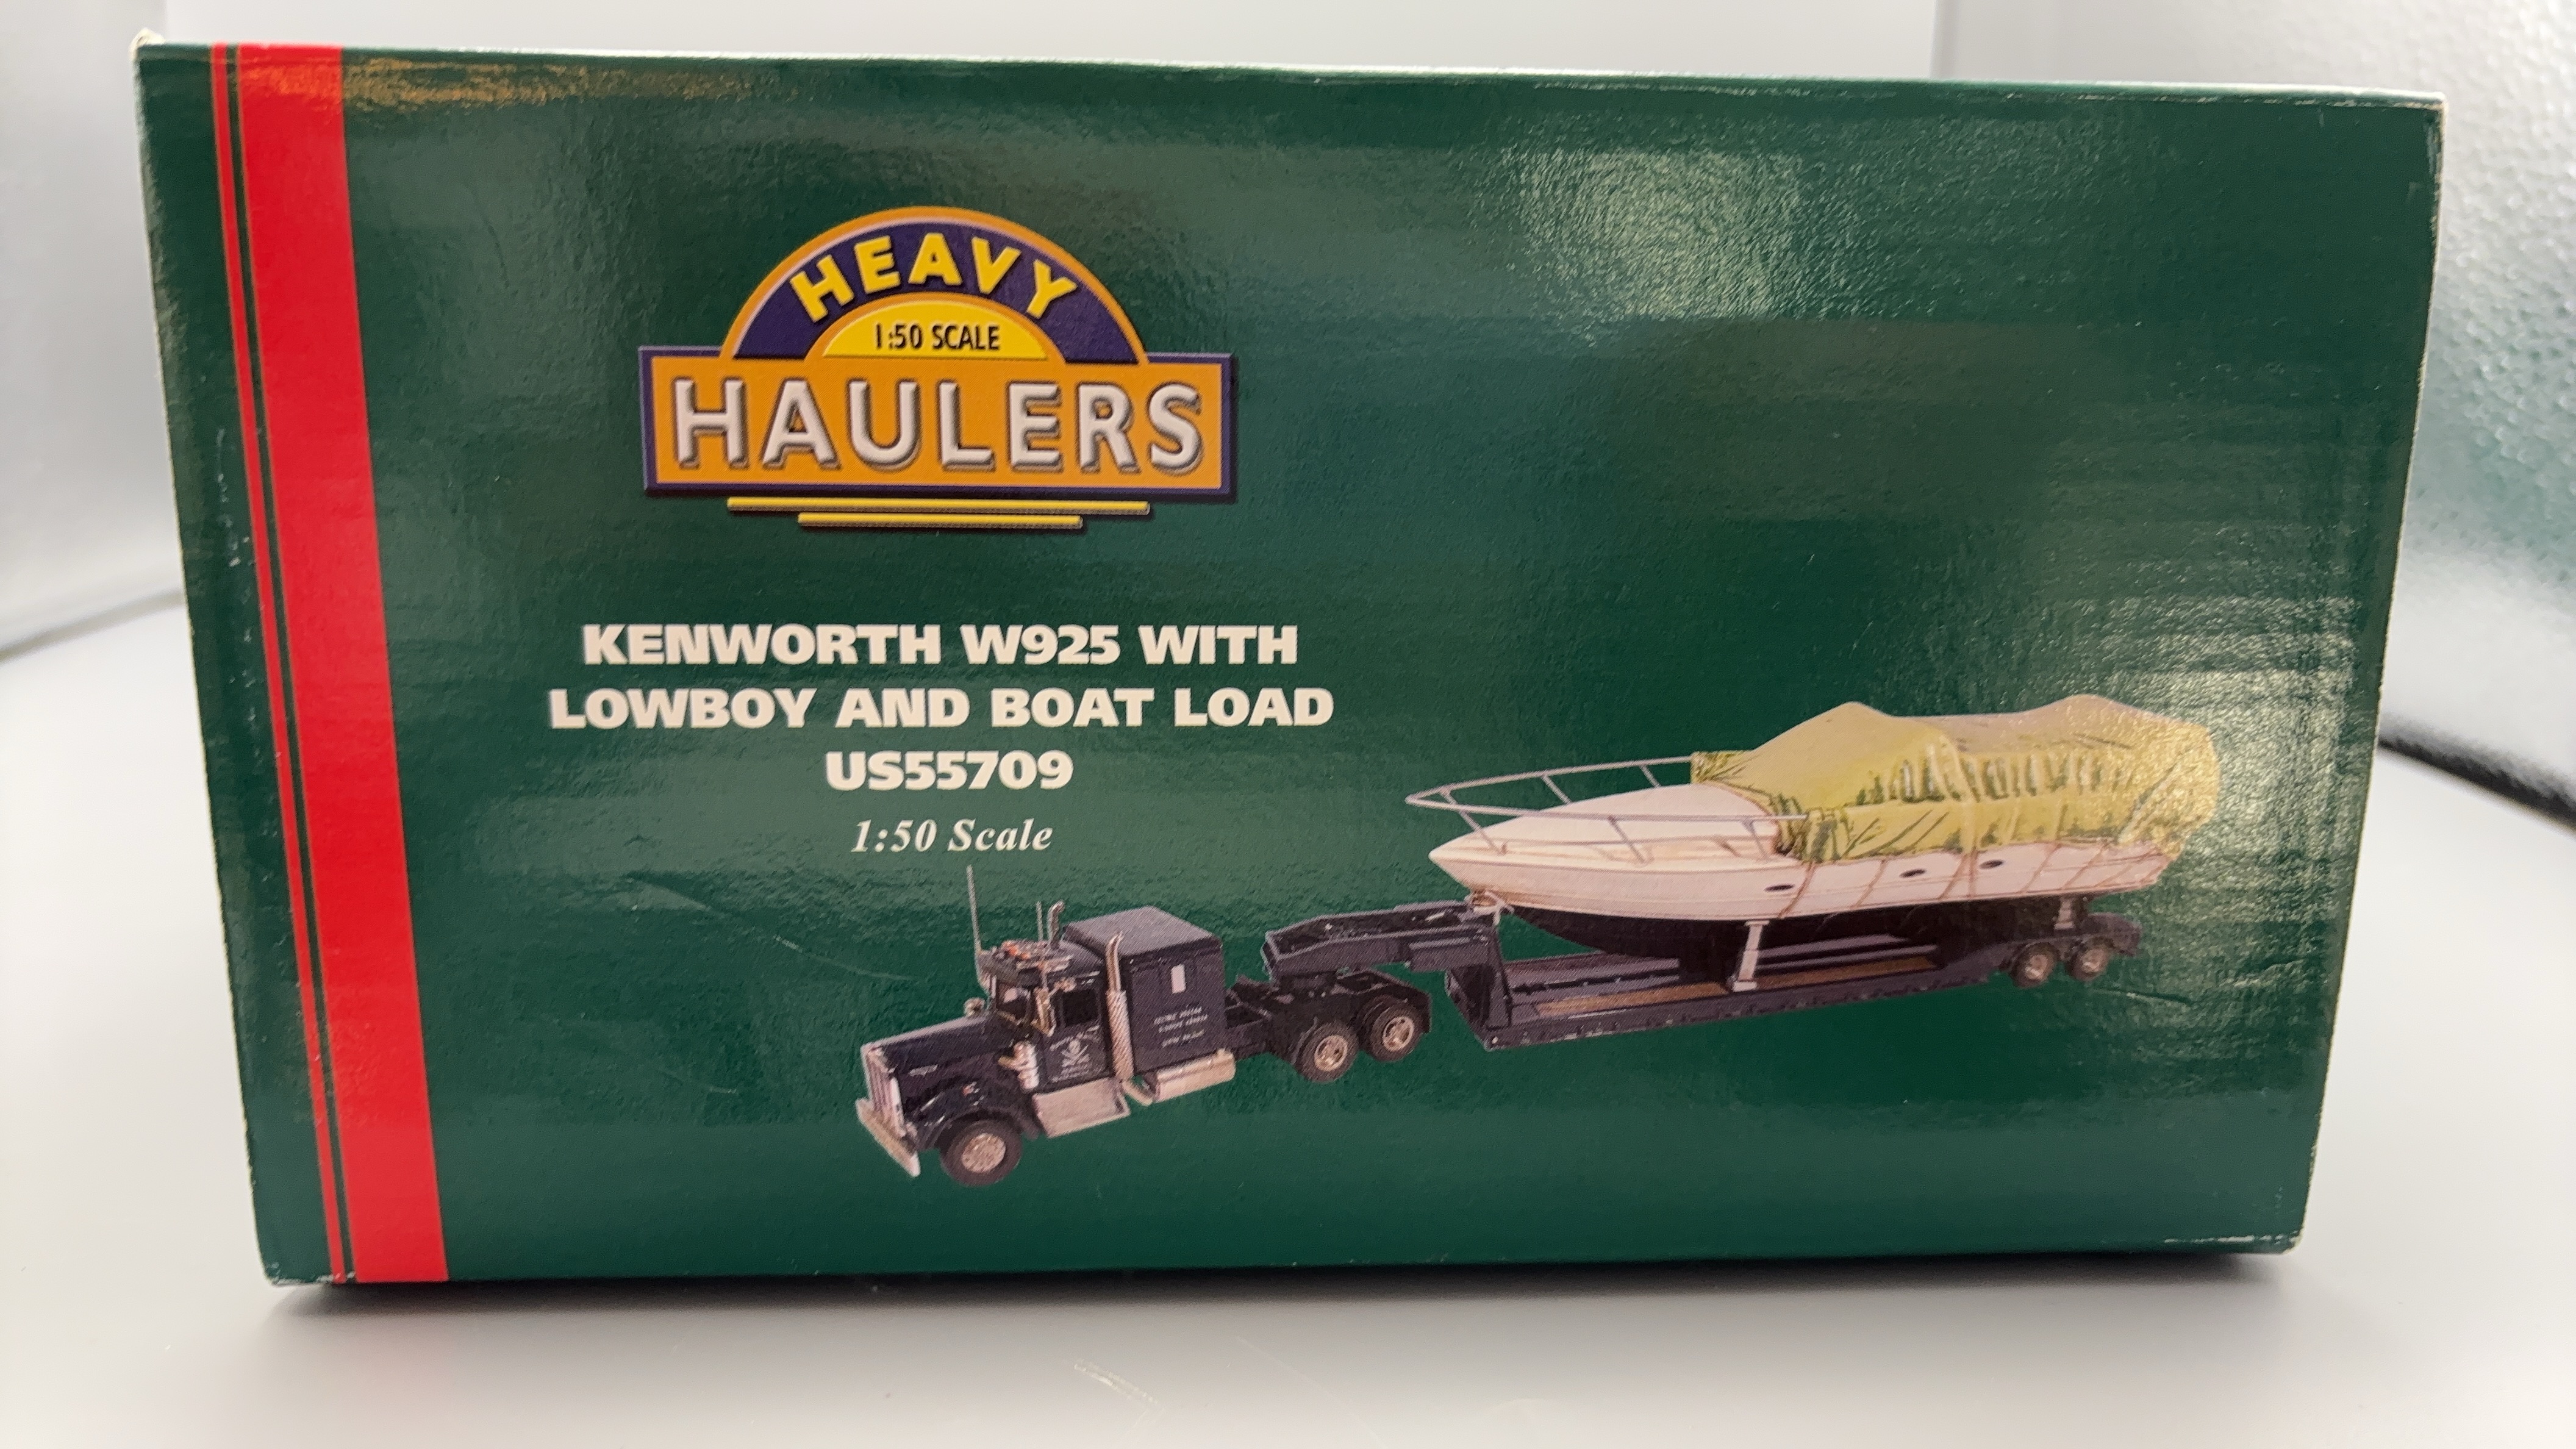 HEAVY
1:50 SCALE
HAULERS
KENWORTH W925 WITH
LOWBOY AND BOAT LOAD
US55709
1:50 Scale